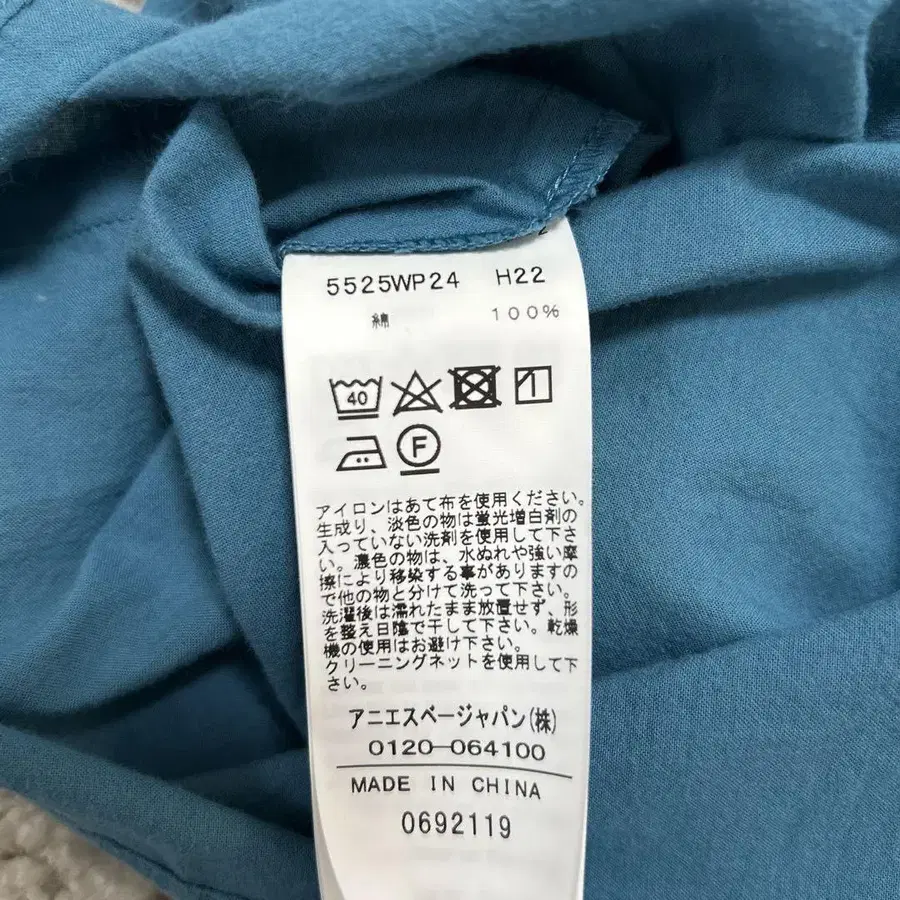 5525WP24 H22
綿 100%
40
F
アイロンはあて布を使用ください。
生成り、淡色の物は蛍光増白剤の
入っていない洗剤を使用して下さ
い。濃色の物は、水ぬれや強い摩
擦により移染する事がありますの
で他の物と分けて洗って下さい。
洗濯後は濡れたまま放置せず、形
を整え日陰で干して下さい。乾燥
機の使用はお避け下さい。
クリーニングネットを使用して下
さい。
アニエスベージャパン(株)
0120-064100
MADE IN CHINA
0692119